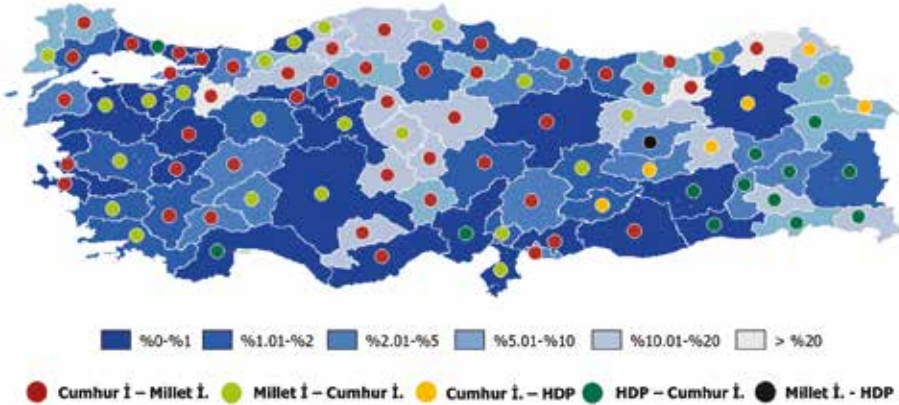 %0-%1 %1.01-%2 %2.01-%5 %5.01-%10 %10.01-%20 > %20
Cumhur İ – Millet İ. Millet İ – Cumhur İ. Cumhur İ. – HDP HDP – Cumhur İ. Millet İ. - HDP